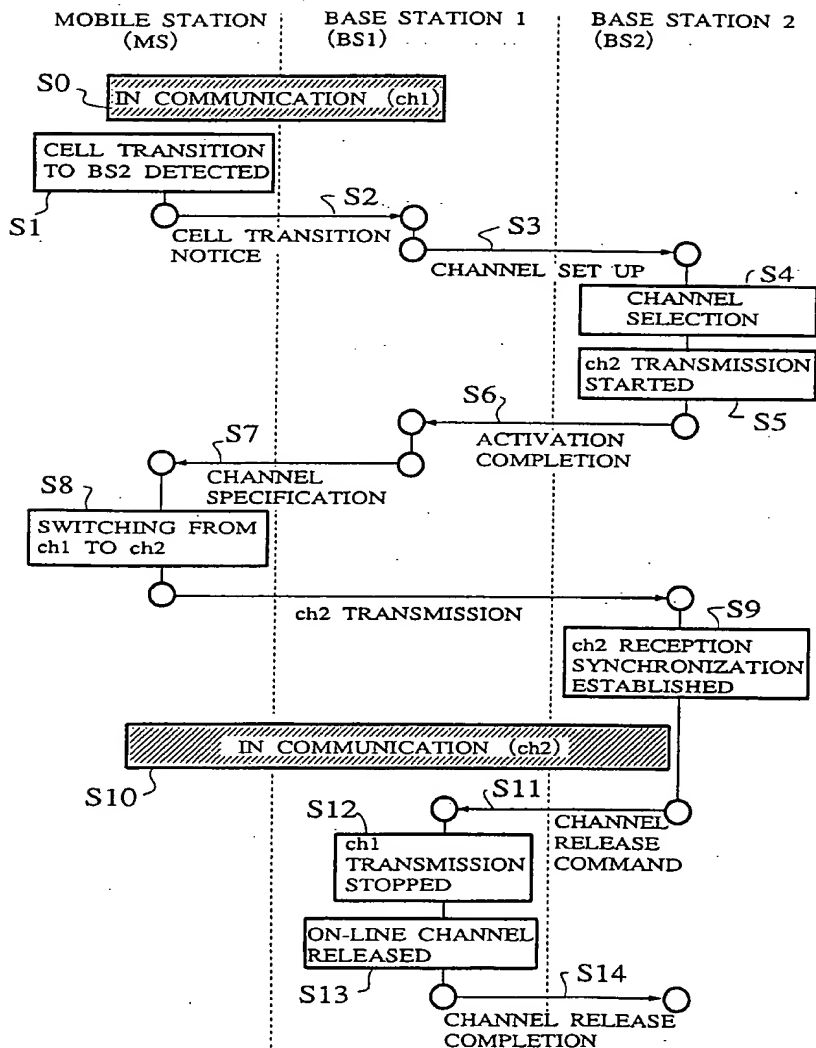 MOBILE STATION
(MS)
BASE STATION 1
(BS1)
BASE STATION 2
(BS2)
S0
IN COMMUNICATION (ch1)
CELL TRANSITION
TO BS2 DETECTED
S1
S2
CELL TRANSITION
NOTICE
S3
CHANNEL SET UP
S4
CHANNEL
SELECTION
ch2 TRANSMISSION
STARTED
S5
S6
ACTIVATION
COMPLETION
S7
CHANNEL
SPECIFICATION
S8
SWITCHING FROM
ch1 TO ch2
ch2 TRANSMISSION
S9
ch2 RECEPTION
SYNCHRONIZATION
ESTABLISHED
IN COMMUNICATION (ch2)
S10
S11
CHANNEL
RELEASE
COMMAND
S12
ch1
TRANSMISSION
STOPPED
ON-LINE CHANNEL
RELEASED
S13
S14
CHANNEL RELEASE
COMPLETION